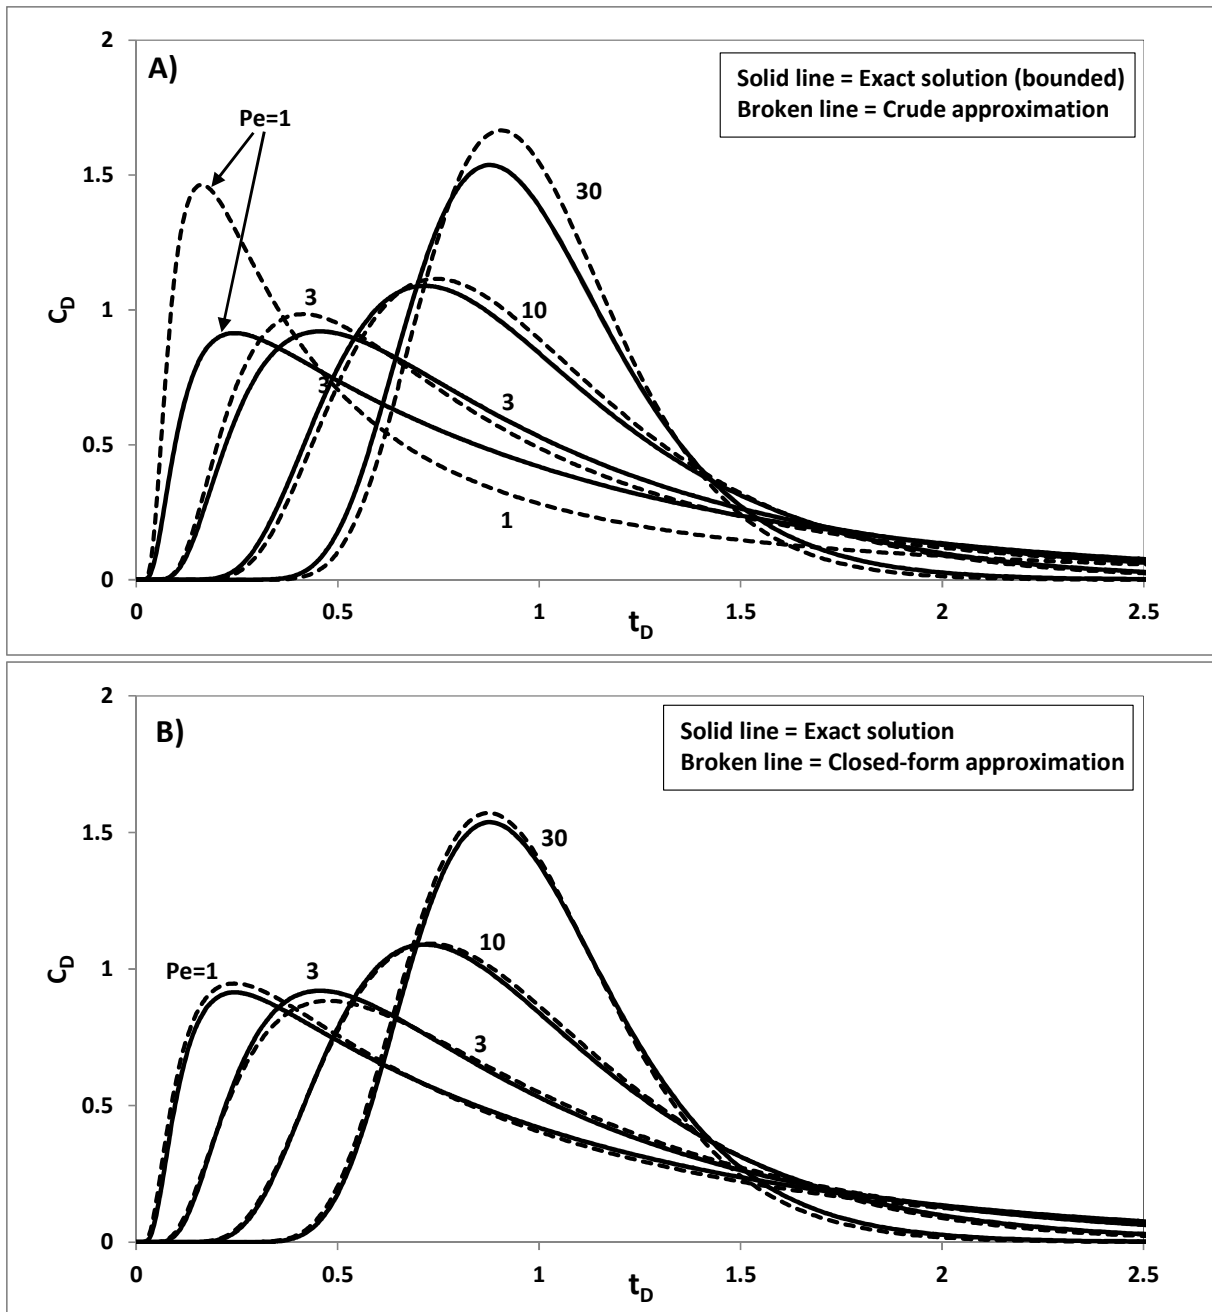 A)
Solid line = Exact solution (bounded)
Broken line = Crude approximation
Pe=1
30
3
10
3
3
1
C_D
2
1.5
1
0.5
0
0 0.5 1 1.5 2 2.5
t_D
B)
Solid line = Exact solution
Broken line = Closed-form approximation
30
10
Pe=1
3
3
C_D
2
1.5
1
0.5
0
0 0.5 1 1.5 2 2.5
t_D